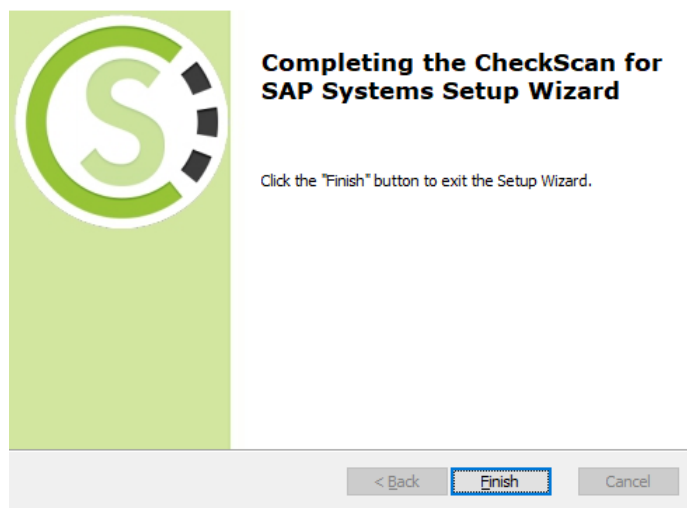 Completing the CheckScan for
SAP Systems Setup Wizard
Click the "Finish" button to exit the Setup Wizard.
S
< Back
Finish
Cancel